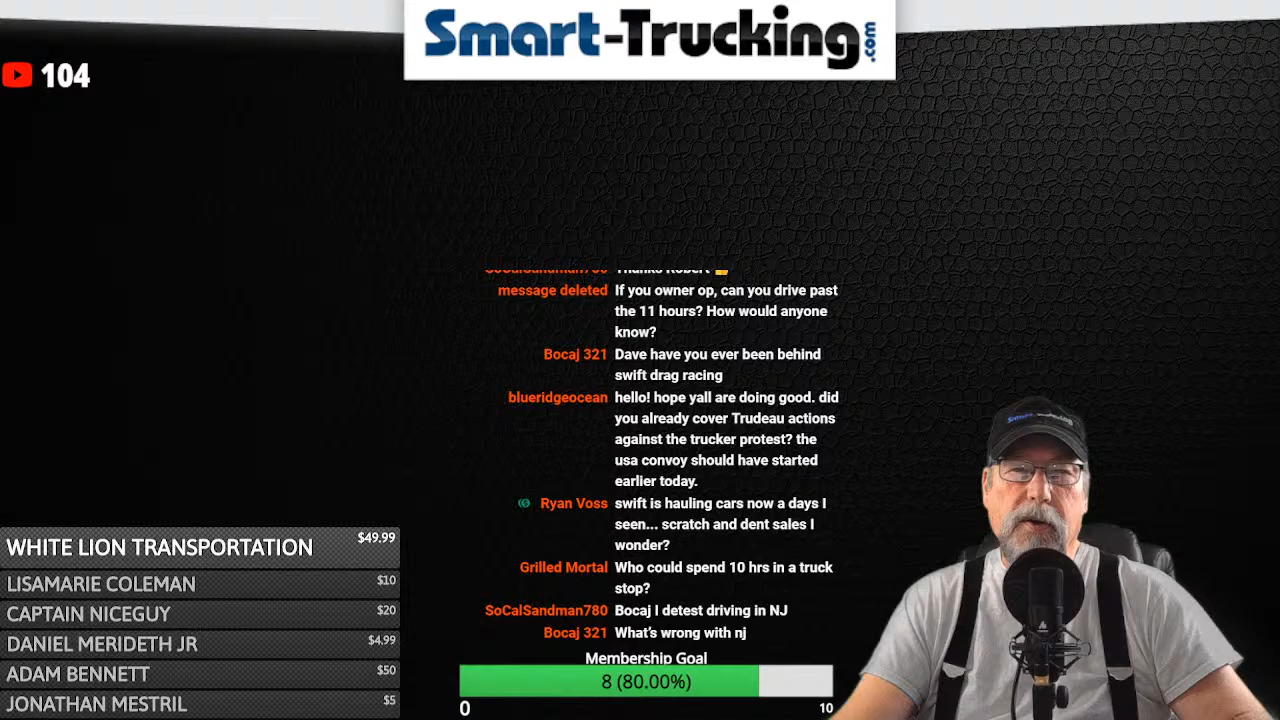 Smart-Trucking.com
104
SoCalSandman780 Thanks Robert
message deleted If you owner op, can you drive past
the 11 hours? How would anyone
know?
Bocaj 321 Dave have you ever been behind
swift drag racing
blueridgeocean hello! hope yall are doing good. did
you already cover Trudeau actions
against the trucker protest? the
usa convoy should have started
earlier today.
Ryan Voss swift is hauling cars now a days I
seen... scratch and dent sales I
wonder?
Grilled Mortal Who could spend 10 hrs in a truck
stop?
SoCalSandman780 Bocaj I detest driving in NJ
Bocaj 321 What's wrong with nj
Membership Goal
8 (80.00%)
0 10
WHITE LION TRANSPORTATION $49.99
LISAMARIE COLEMAN $10
CAPTAIN NICEGUY $20
DANIEL MERIDETH JR $4.99
ADAM BENNETT $50
JONATHAN MESTRIL $5
Smart-Trucking